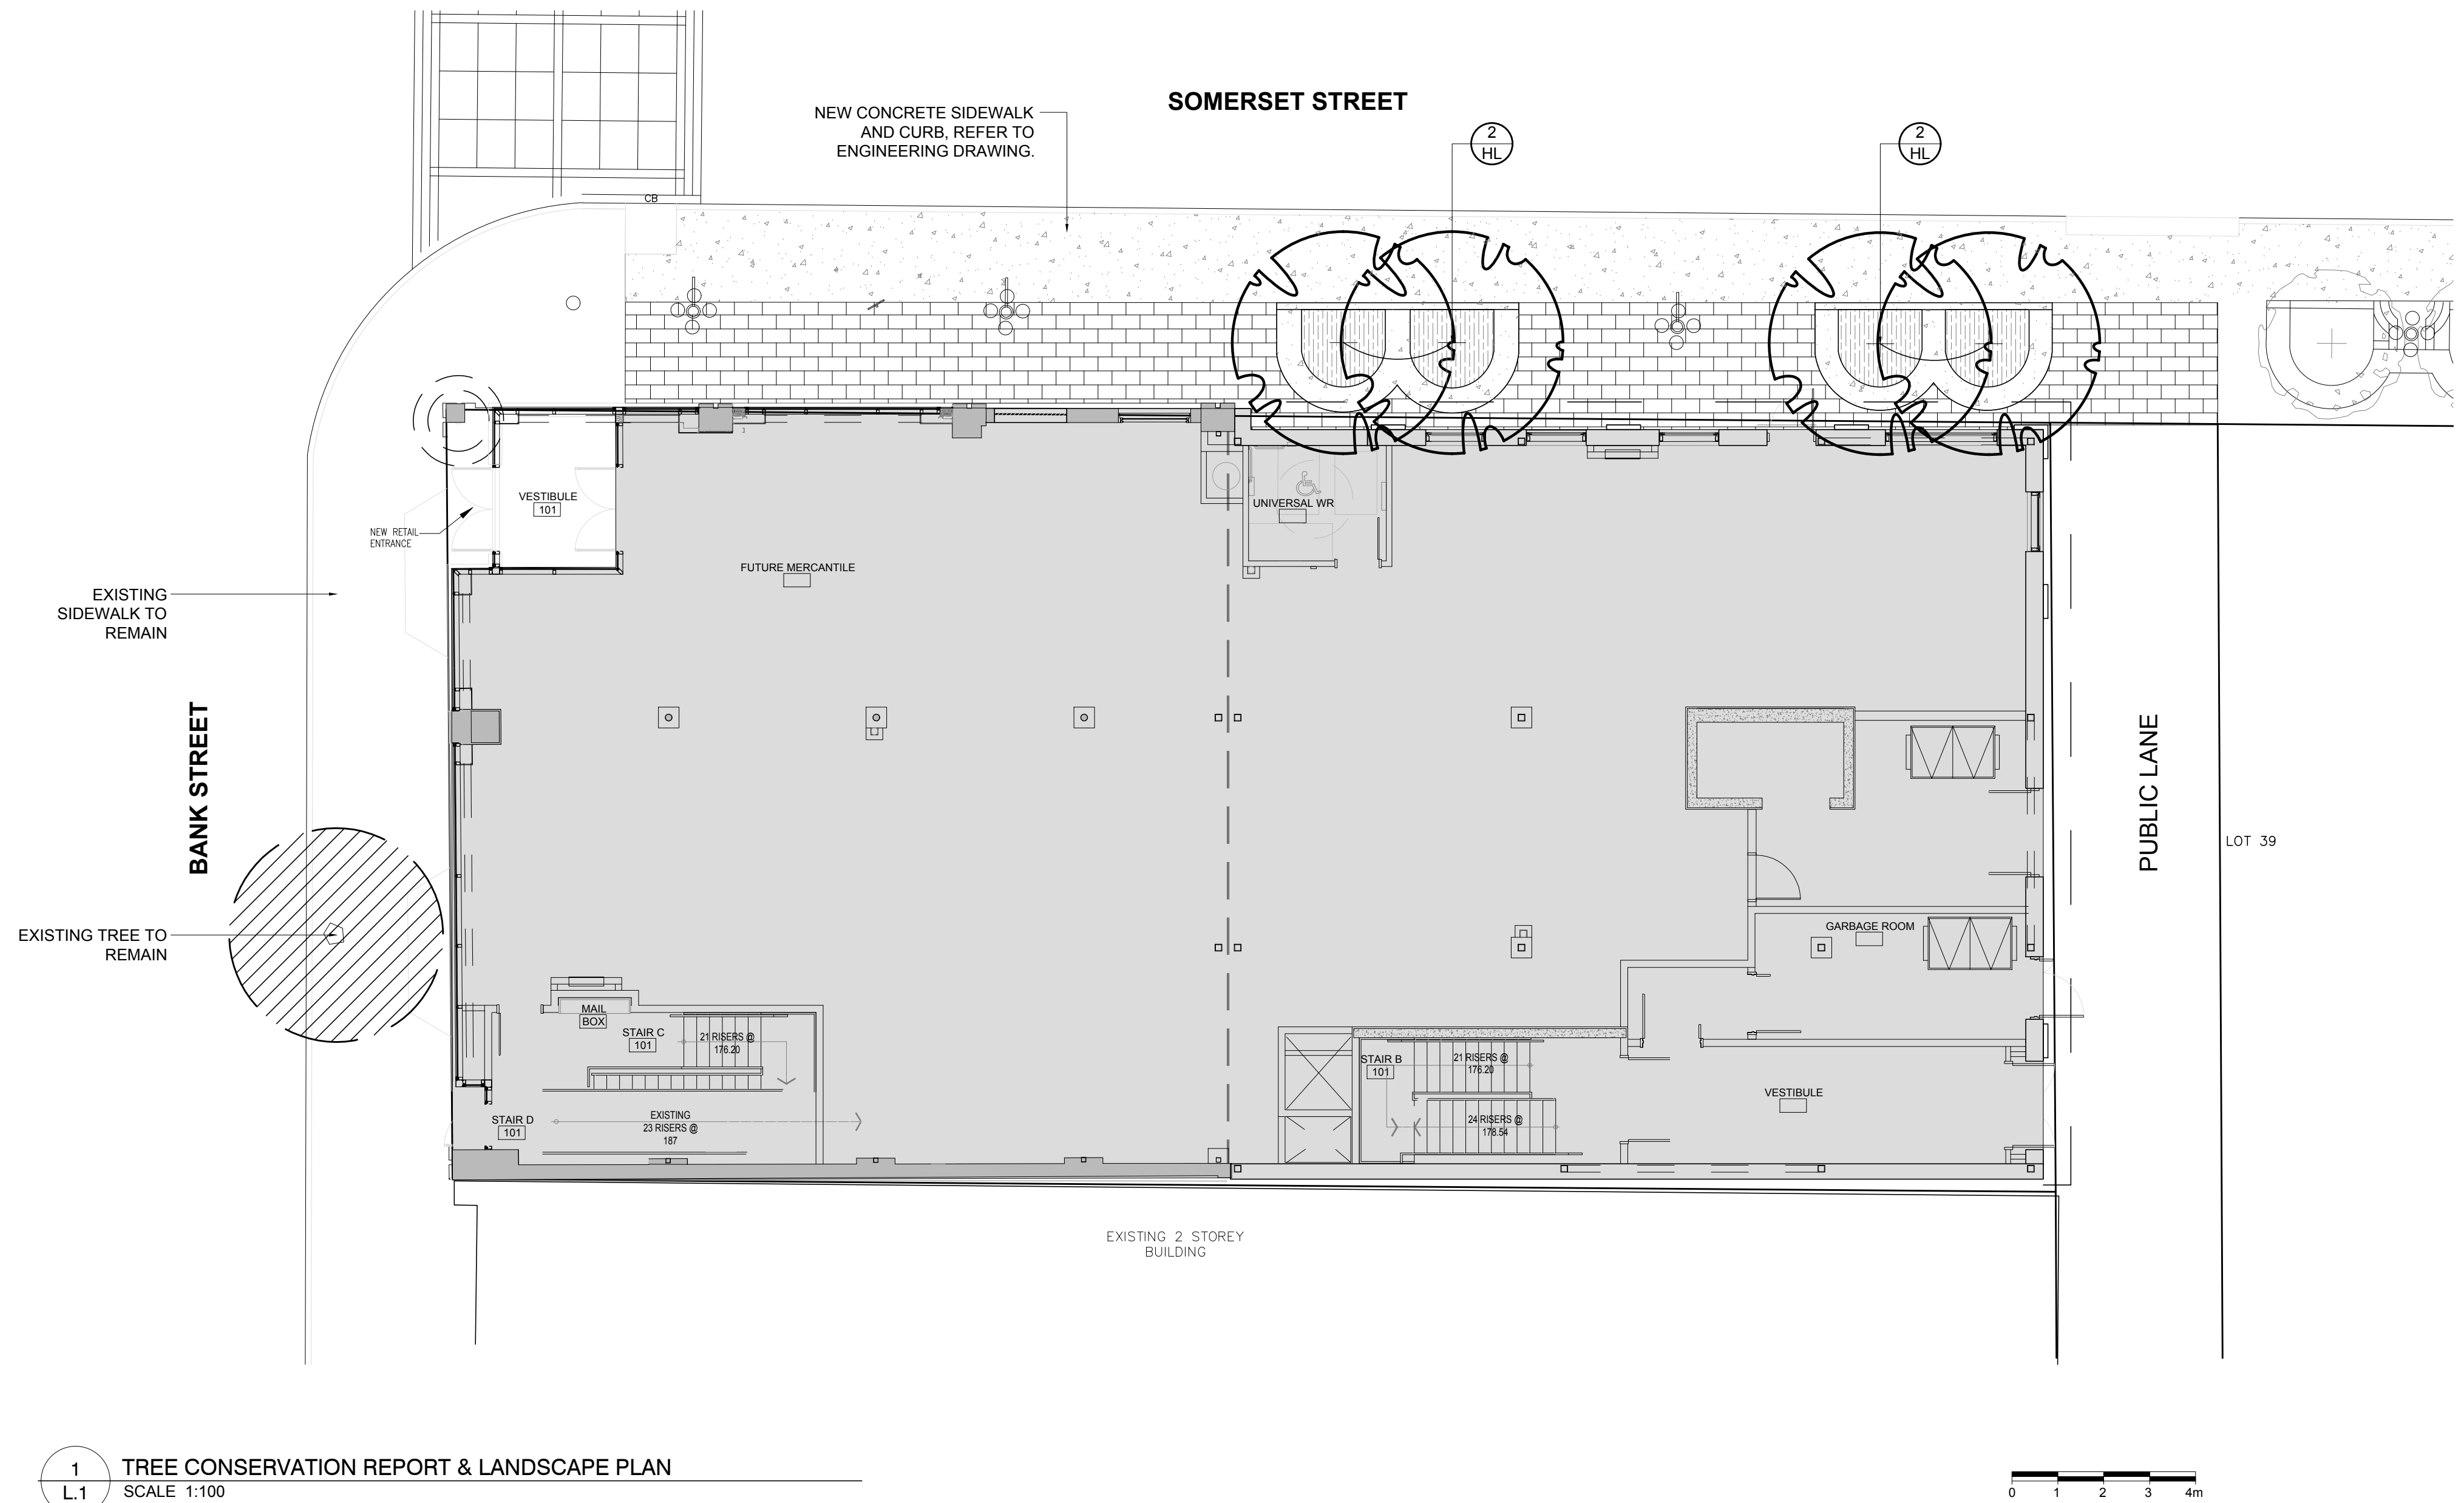 SOMERSET STREET
NEW CONCRETE SIDEWALK
AND CURB, REFER TO
ENGINEERING DRAWING.
2
HL
2
HL
CB
VESTIBULE
101
NEW RETAIL
ENTRANCE
UNIVERSAL WR
FUTURE MERCANTILE
EXISTING
SIDEWALK TO
REMAIN
BANK STREET
PUBLIC LANE
LOT 39
EXISTING TREE TO
REMAIN
GARBAGE ROOM
MAIL
BOX
STAIR C
101
21 RISERS @
176.20
STAIR B
101
21 RISERS @
176.20
VESTIBULE
STAIR D
101
EXISTING
23 RISERS @
187
24 RISERS @
178.54
EXISTING 2 STOREY
BUILDING
1
L.1
TREE CONSERVATION REPORT & LANDSCAPE PLAN
SCALE 1:100
0 1 2 3 4m